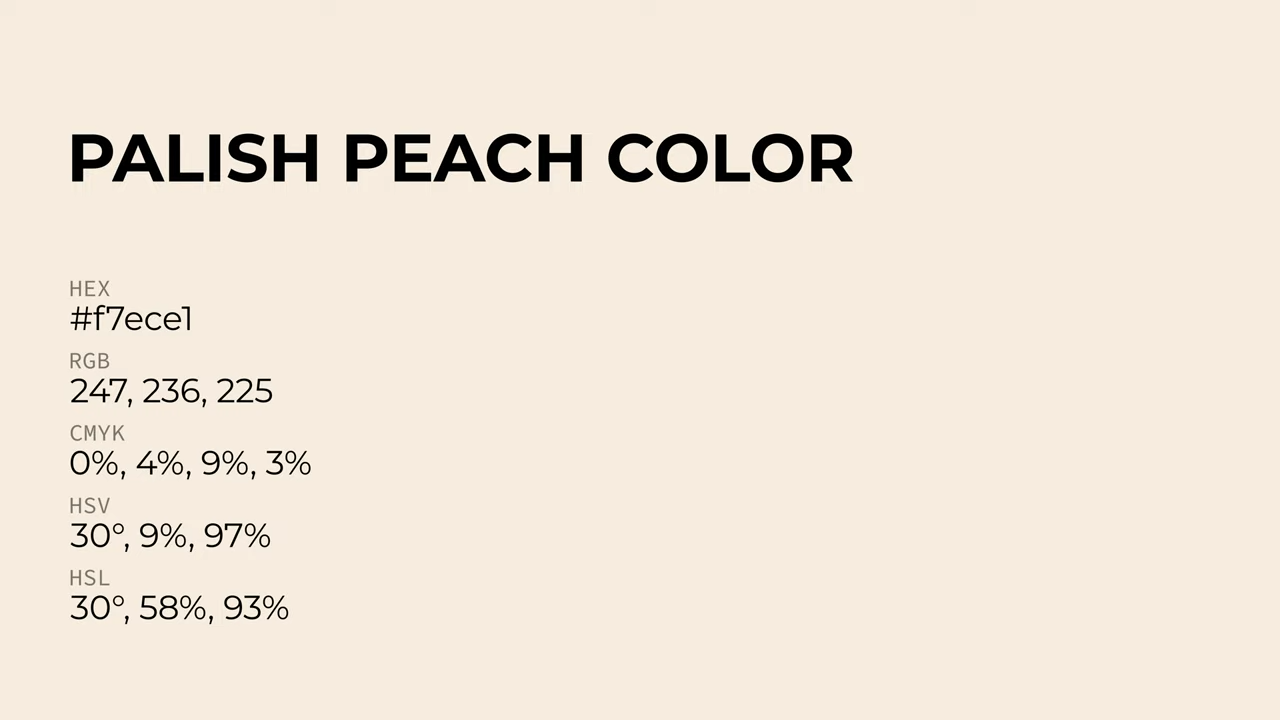 PALISH PEACH COLOR
HEX
#f7ece1
RGB
247, 236, 225
CMYK
0%, 4%, 9%, 3%
HSV
30°, 9%, 97%
HSL
30°, 58%, 93%